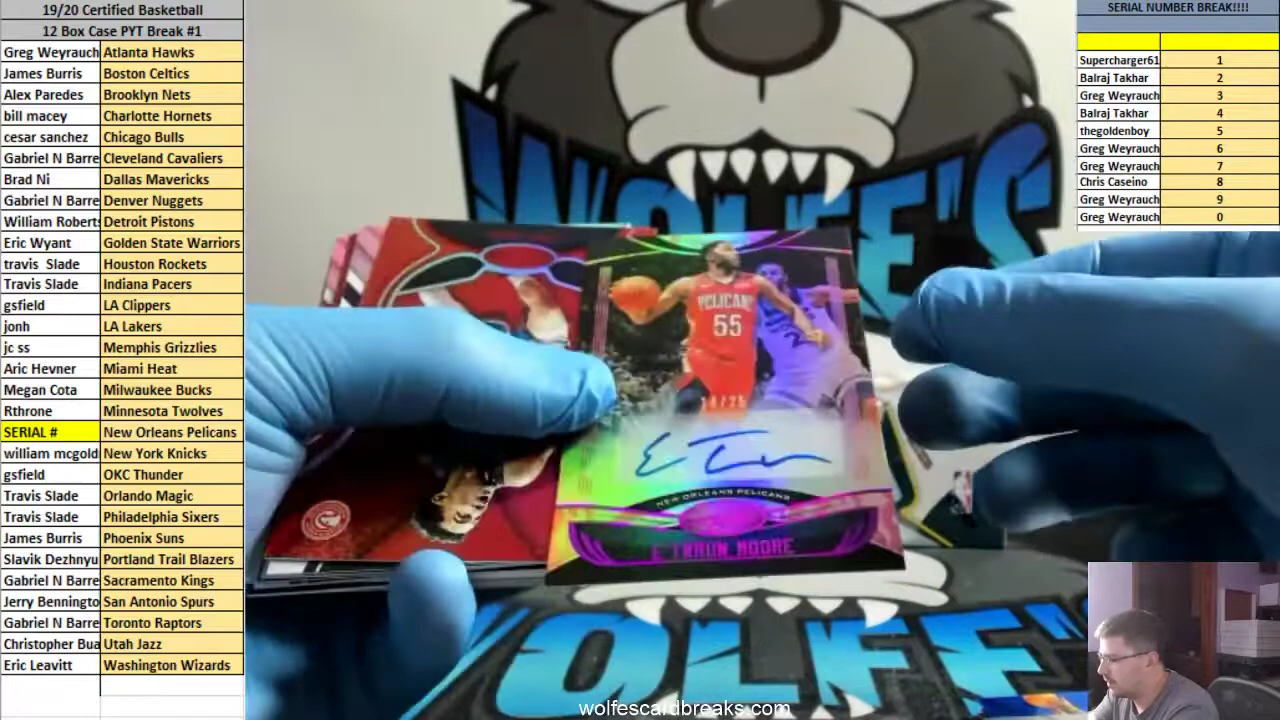 19/20 Certified Basketball
12 Box Case PYT Break #1
Greg Weyrauch Atlanta Hawks
James Burris Boston Celtics
Alex Paredes Brooklyn Nets
bill macey Charlotte Hornets
cesar sanchez Chicago Bulls
Gabriel N Barre Cleveland Cavaliers
Brad Ni Dallas Mavericks
Gabriel N Barre Denver Nuggets
William Roberts Detroit Pistons
Eric Wyant Golden State Warriors
travis Slade Houston Rockets
Travis Slade Indiana Pacers
gsfield LA Clippers
jonh LA Lakers
jc ss Memphis Grizzlies
Aric Hevner Miami Heat
Megan Cota Milwaukee Bucks
Rthrone Minnesota Twolves
SERIAL # New Orleans Pelicans
william mcgold New York Knicks
gsfield OKC Thunder
Travis Slade Orlando Magic
Travis Slade Philadelphia Sixers
James Burris Phoenix Suns
Slavik Dezhnyu Portland Trail Blazers
Gabriel N Barre Sacramento Kings
Jerry Benningto San Antonio Spurs
Gabriel N Barre Toronto Raptors
Christopher Bua Utah Jazz
Eric Leavitt Washington Wizards
SERIAL NUMBER BREAK!!!!
Supercharger61 1
Balraj Takhar 2
Greg Weyrauch 3
Balraj Takhar 4
thegoldenboy 5
Greg Weyrauch 6
Greg Weyrauch 7
Chris Caseino 8
Greg Weyrauch 9
Greg Weyrauch 0
WOLFE'S
PELICANS
55
NEW ORLEANS PELICANS
E'TWAUN MOORE
WOLFE'
wolfescardbreaks.com